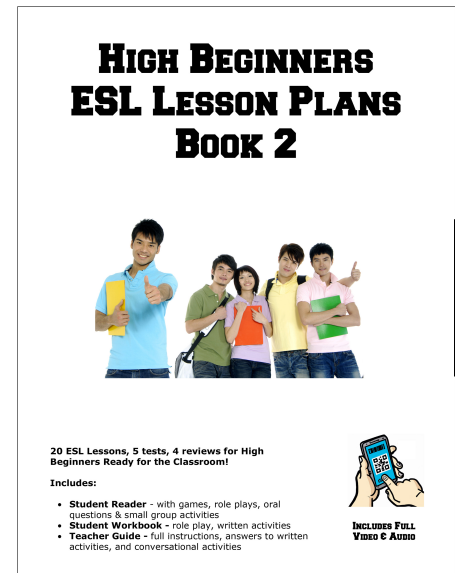 High Beginners
ESL Lesson Plans
Book 2
20 ESL Lessons, 5 tests, 4 reviews for High
Beginners Ready for the Classroom!
Includes:
• Student Reader - with games, role plays, oral
questions & small group activities
• Student Workbook - role play, written activities
• Teacher Guide - full instructions, answers to written
activities, and conversational activities
Includes Full
Video & Audio